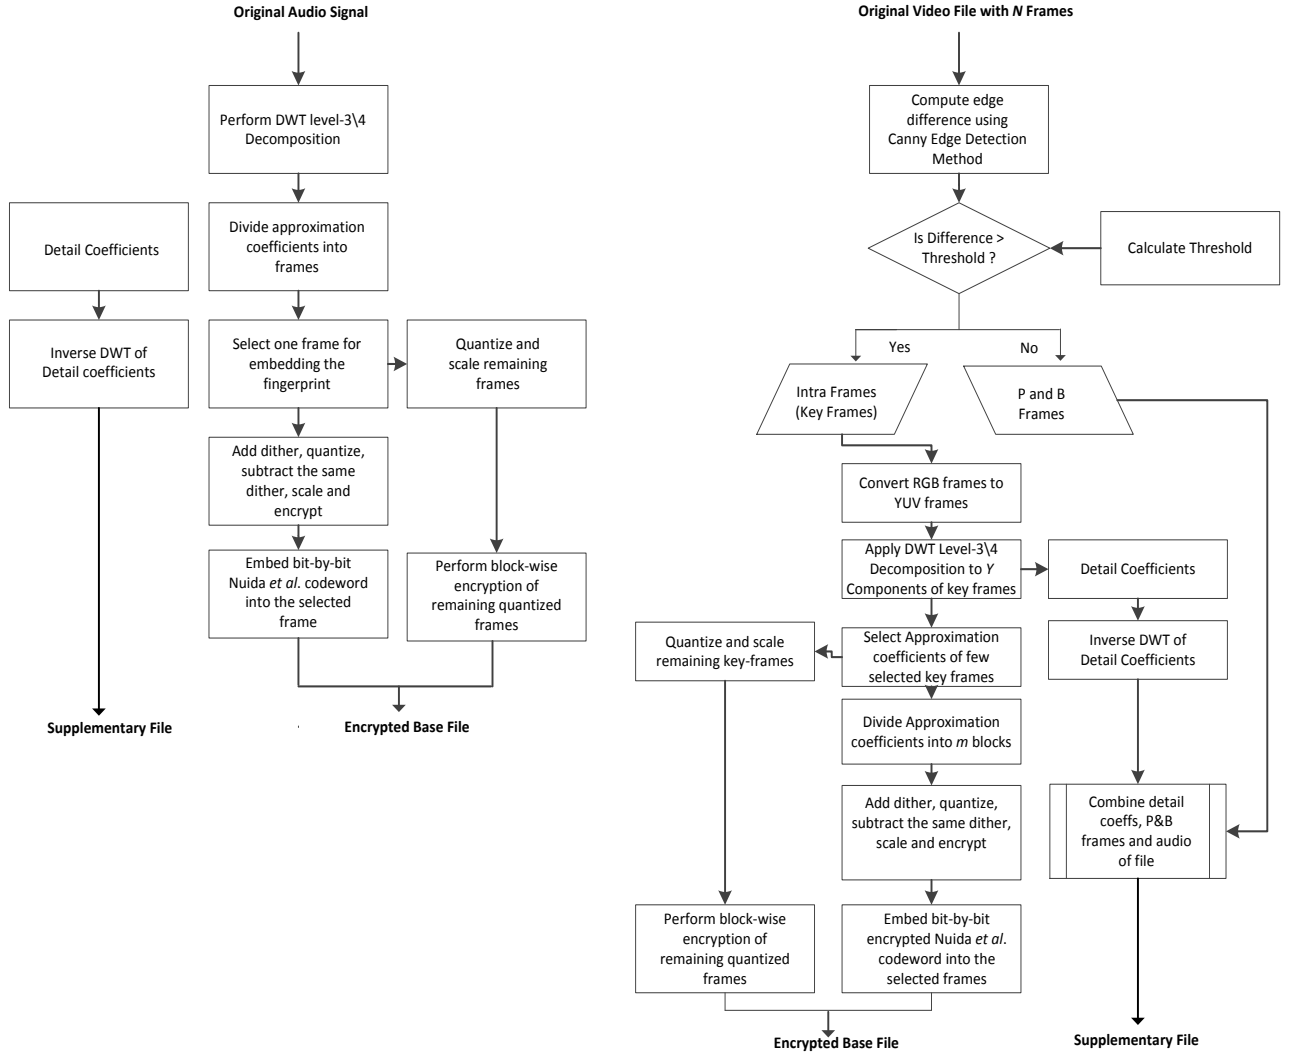 Original Audio Signal
Perform DWT level-3\4
Decomposition
Divide approximation
coefficients into
frames
Detail Coefficients
Inverse DWT of
Detail coefficients
Select one frame for
embedding the
fingerprint
Quantize and
scale remaining
frames
Add dither, quantize,
subtract the same
dither, scale and
encrypt
Embed bit-by-bit
Nuida et al. codeword
into the selected
frame
Perform block-wise
encryption of
remaining quantized
frames
Supplementary File
Encrypted Base File
Original Video File with N Frames
Compute edge
difference using
Canny Edge Detection
Method
Is Difference >
Threshold ?
Calculate Threshold
Yes
No
Intra Frames
(Key Frames)
P and B
Frames
Convert RGB frames to
YUV frames
Apply DWT Level-3\4
Decomposition to Y
Components of key frames
Detail Coefficients
Inverse DWT of
Detail Coefficients
Select Approximation
coefficients of few
selected key frames
Quantize and scale
remaining key-frames
Divide Approximation
coefficients into m blocks
Add dither, quantize,
subtract the same dither,
scale and encrypt
Combine detail
coeffs, P&B
frames and audio
of file
Perform block-wise
encryption of
remaining quantized
frames
Embed bit-by-bit
encrypted Nuida et al.
codeword into the
selected frames
Encrypted Base File
Supplementary File